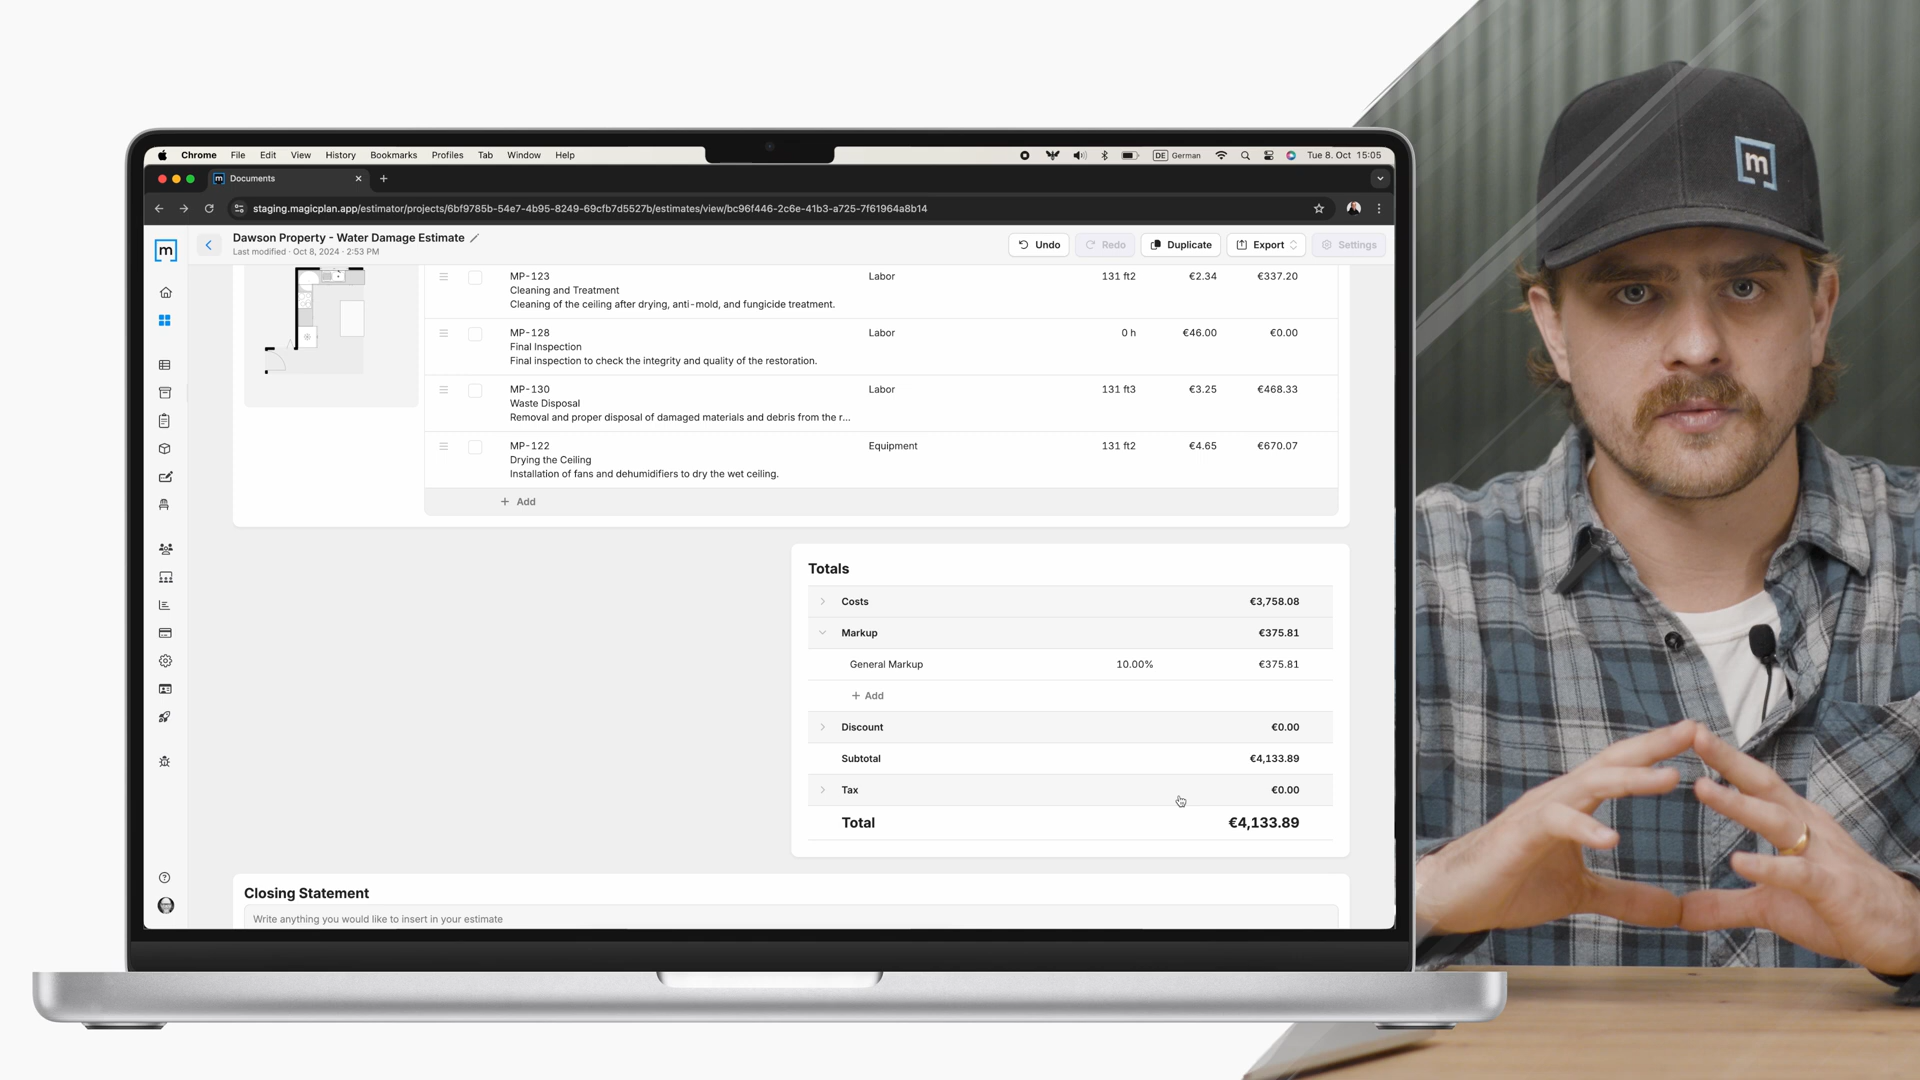 Chrome File Edit View History Bookmarks Profiles Tab Window Help DE German Tue 8. Oct 15:05
m Documents
staging.magicplan.app/estimator/projects/6bf9785b-54e7-4b95-8249-69cfb7d5527b/estimates/view/bc96f446-2c6e-41b3-a725-7f61964a8b14
m
Dawson Property - Water Damage Estimate
Last modified · Oct 8, 2024 · 2:53 PM
Undo Redo Duplicate Export Settings
MP-123 Labor 131 ft2 €2.34 €337.20
Cleaning and Treatment
Cleaning of the ceiling after drying, anti-mold, and fungicide treatment.
MP-128 Labor 0 h €46.00 €0.00
Final Inspection
Final inspection to check the integrity and quality of the restoration.
MP-130 Labor 131 ft3 €3.25 €468.33
Waste Disposal
Removal and proper disposal of damaged materials and debris from the r...
MP-122 Equipment 131 ft2 €4.65 €670.07
Drying the Ceiling
Installation of fans and dehumidifiers to dry the wet ceiling.
+ Add
Totals
Costs €3,758.08
Markup €375.81
General Markup 10.00% €375.81
+ Add
Discount €0.00
Subtotal €4,133.89
Tax €0.00
Total €4,133.89
Closing Statement
Write anything you would like to insert in your estimate
m